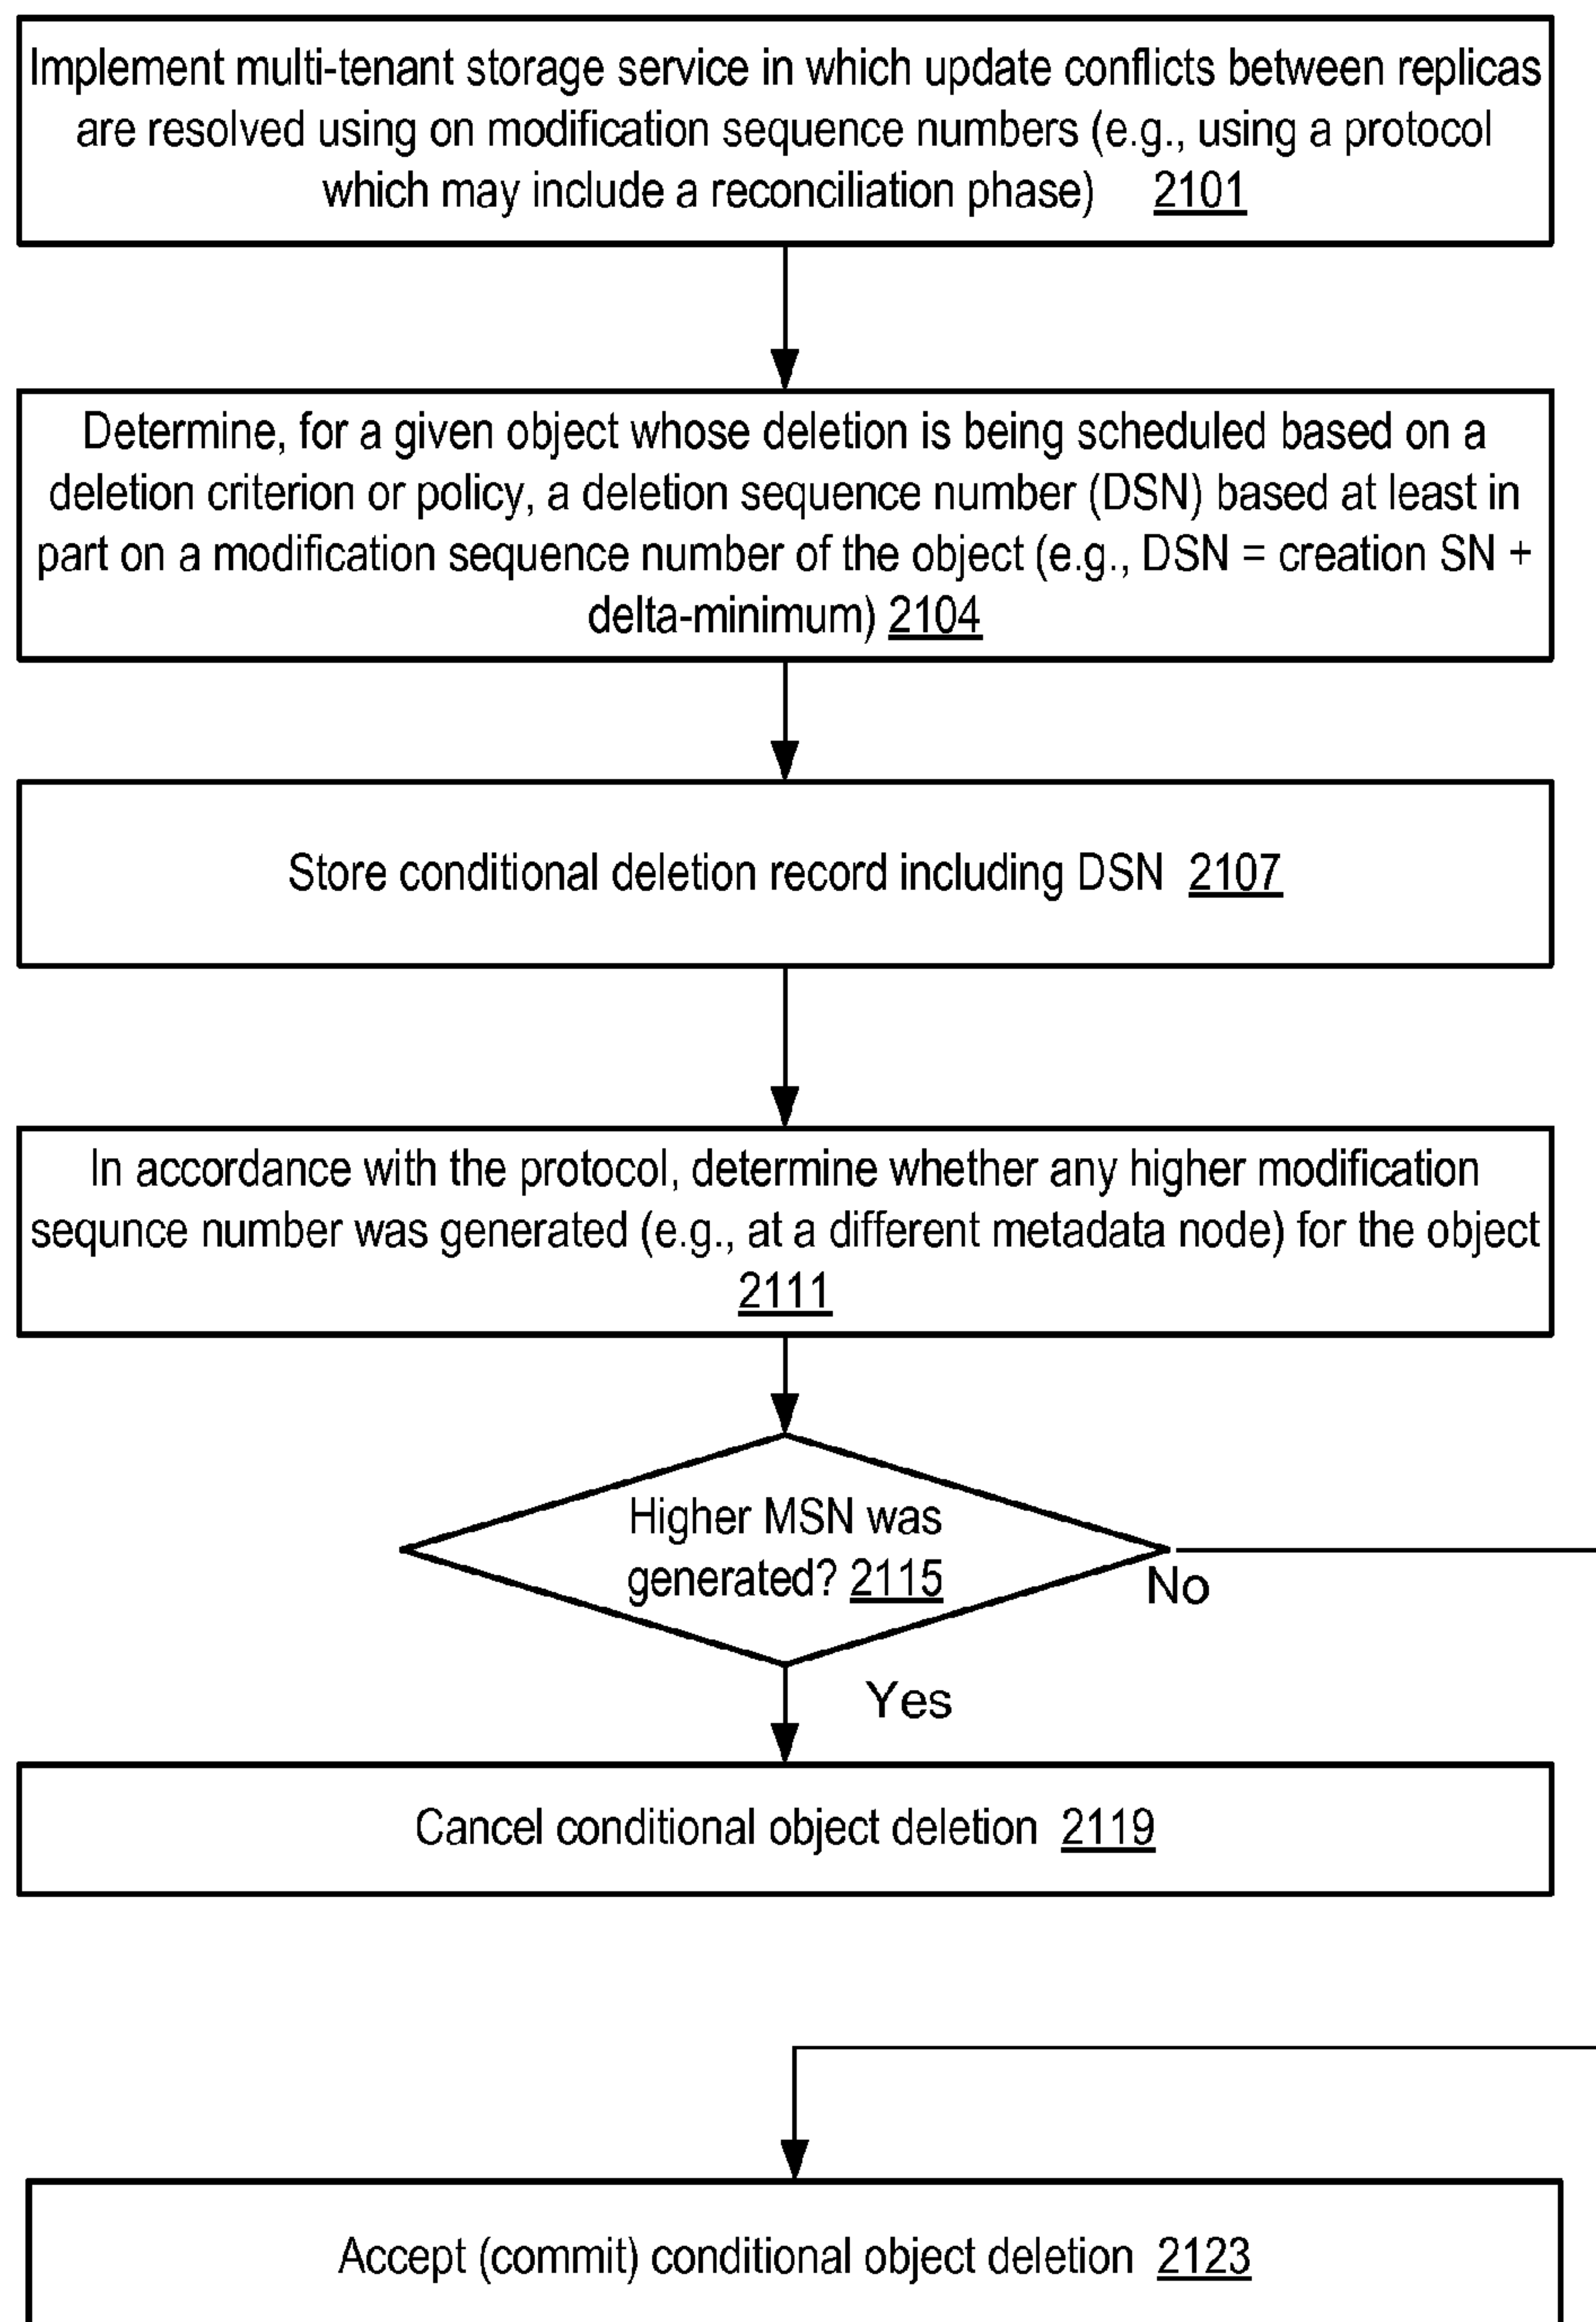 Implement multi-tenant storage service in which update conflicts between replicas
are resolved using on modification sequence numbers (e.g., using a protocol
which may include a reconciliation phase) 2101
Determine, for a given object whose deletion is being scheduled based on a
deletion criterion or policy, a deletion sequence number (DSN) based at least in
part on a modification sequence number of the object (e.g., DSN = creation SN +
delta-minimum) 2104
Store conditional deletion record including DSN 2107
In accordance with the protocol, determine whether any higher modification
sequnce number was generated (e.g., at a different metadata node) for the object
2111
Higher MSN was
generated? 2115
No
Yes
Cancel conditional object deletion 2119
Accept (commit) conditional object deletion 2123